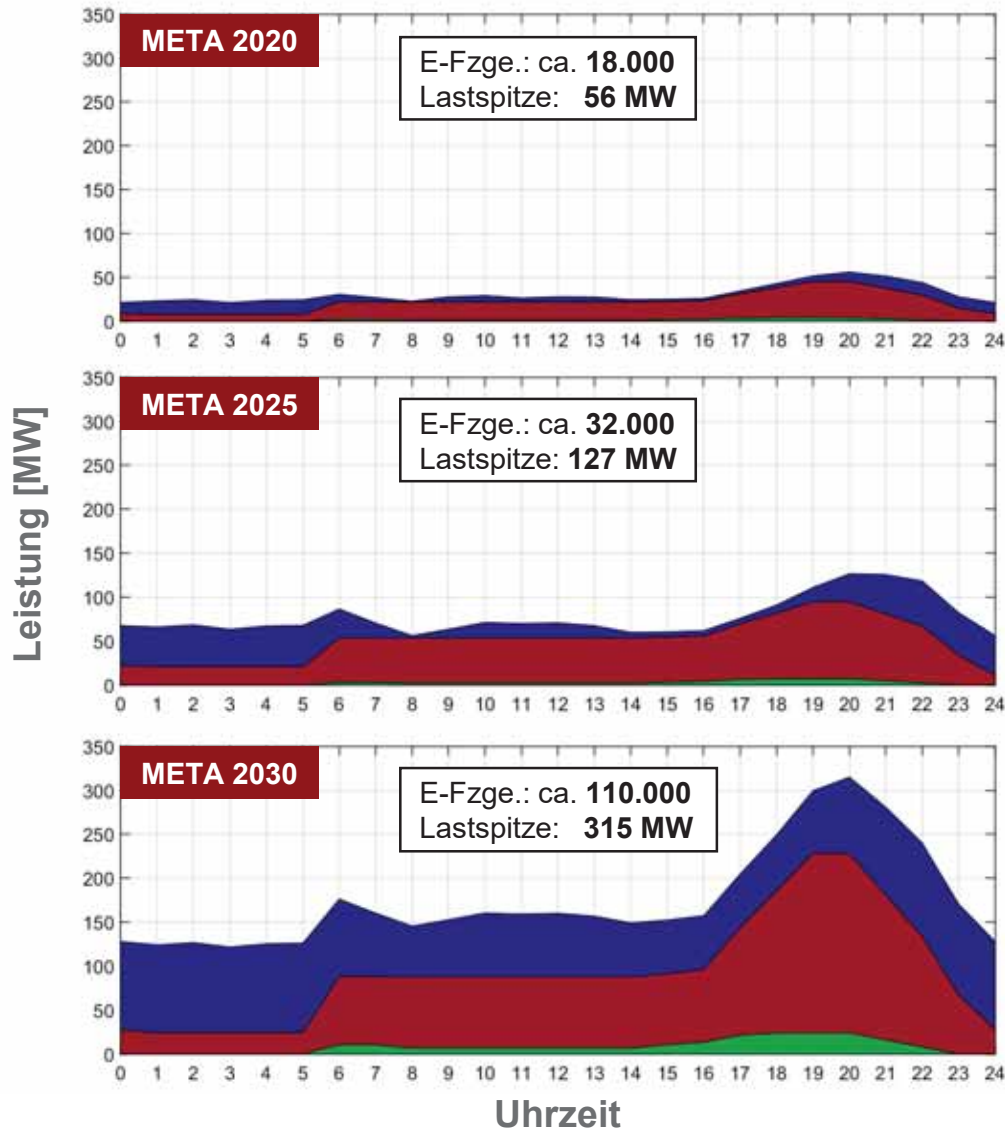 META 2020
E-Fzge.: ca. 18.000
Lastspitze: 56 MW
350
300
250
200
150
100
50
0
0 1 2 3 4 5 6 7 8 9 10 11 12 13 14 15 16 17 18 19 20 21 22 23 24
META 2025
E-Fzge.: ca. 32.000
Lastspitze: 127 MW
350
300
250
200
150
100
50
0
0 1 2 3 4 5 6 7 8 9 10 11 12 13 14 15 16 17 18 19 20 21 22 23 24
META 2030
E-Fzge.: ca. 110.000
Lastspitze: 315 MW
350
300
250
200
150
100
50
0
0 1 2 3 4 5 6 7 8 9 10 11 12 13 14 15 16 17 18 19 20 21 22 23 24
Leistung [MW]
Uhrzeit